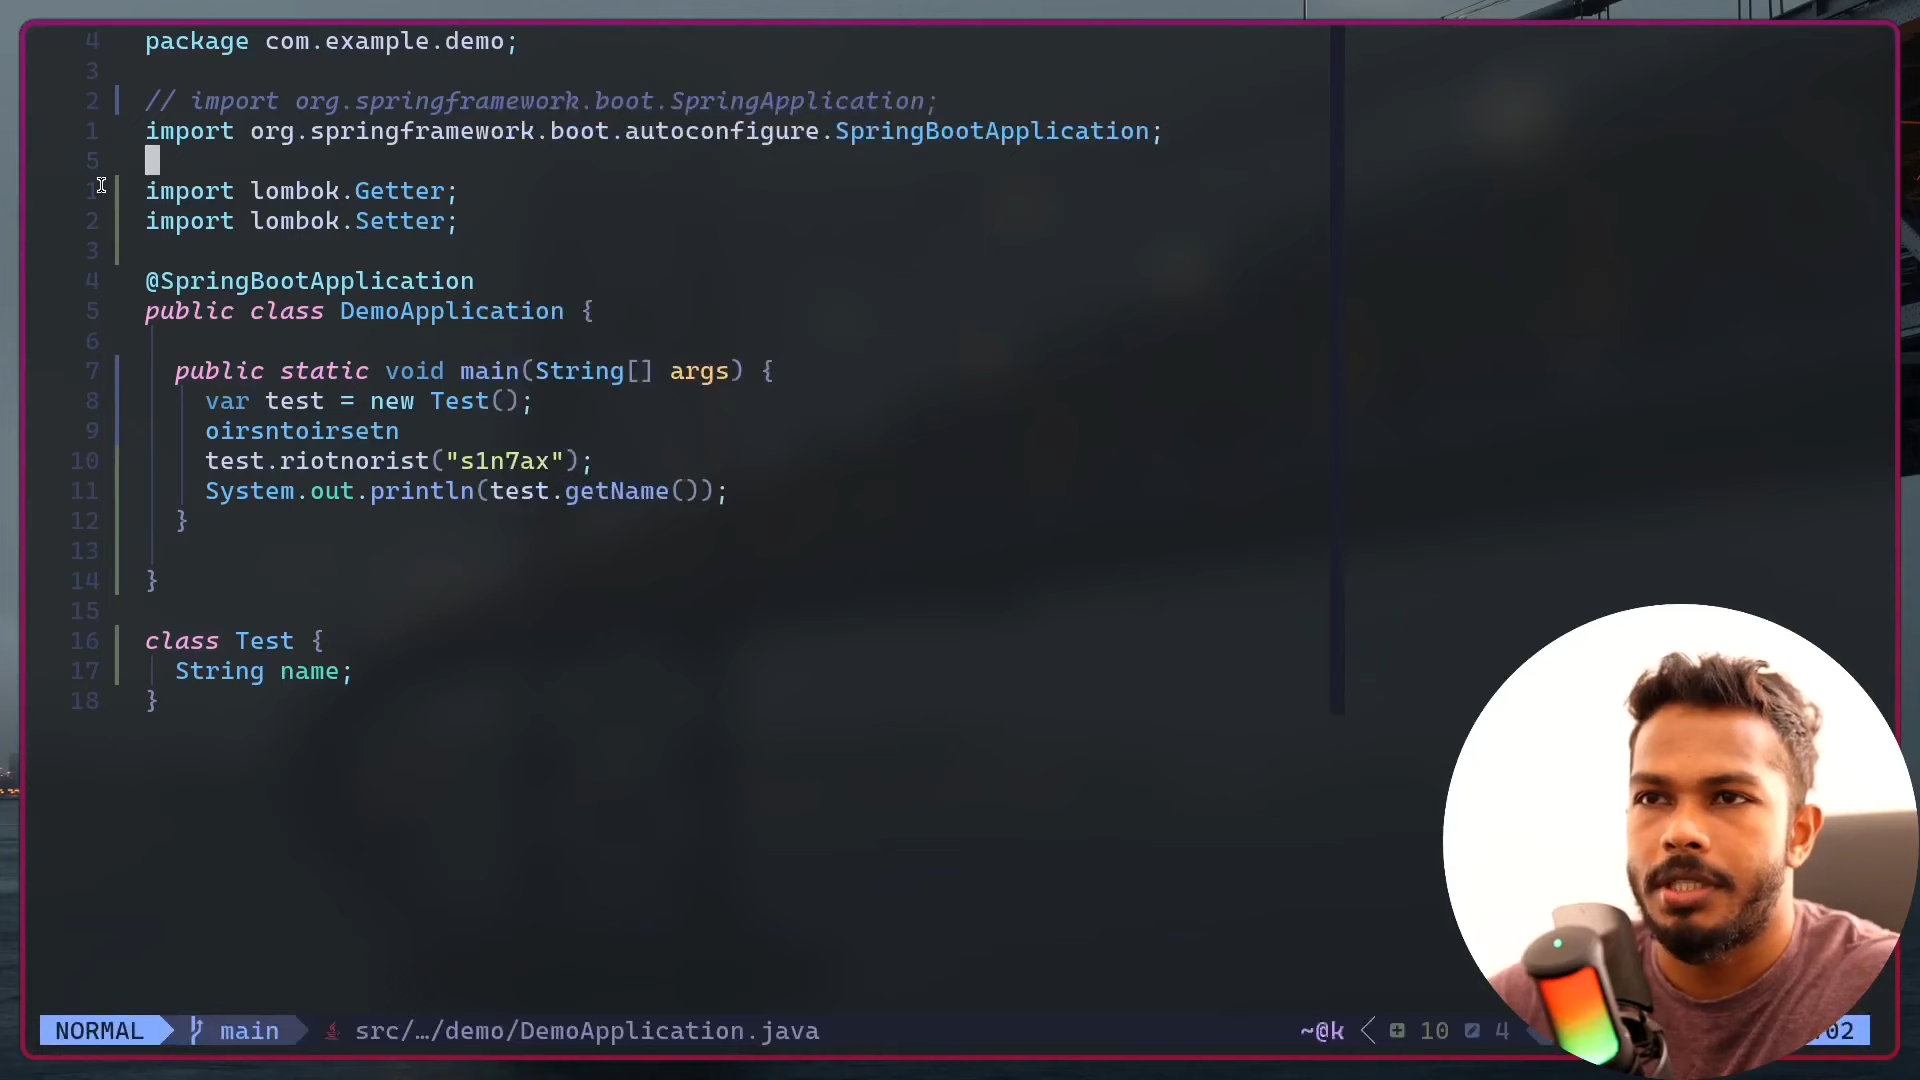 4 package com.example.demo;
3
2 // import org.springframework.boot.SpringApplication;
1 import org.springframework.boot.autoconfigure.SpringBootApplication;
5
1 import lombok.Getter;
2 import lombok.Setter;
3
4 @SpringBootApplication
5 public class DemoApplication {
6
7 public static void main(String[] args) {
8 var test = new Test();
9 oirsntoirsetn
10 test.riotnorist("s1n7ax");
11 System.out.println(test.getName());
12 }
13
14 }
15
16 class Test {
17 String name;
18 }
NORMAL main src/…/demo/DemoApplication.java ~@k 10 4 02